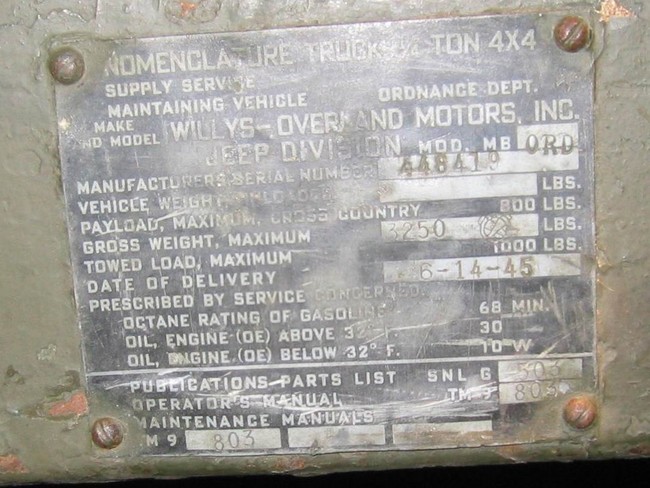 NOMENCLATURE TRUCK 1/4 TON 4X4
SUPPLY SERVICE
MAINTAINING VEHICLE ORDNANCE DEPT.
MAKE
ND MODEL WILLYS-OVERLAND MOTORS, INC.
JEEP DIVISION MOD. MB ORD
MANUFACTURERS SERIAL NUMBER 448419
VEHICLE WEIGHT, LBS.
PAYLOAD, MAXIMUM, CROSS COUNTRY 800 LBS.
GROSS WEIGHT, MAXIMUM 3250 LBS.
TOWED LOAD, MAXIMUM 1000 LBS.
DATE OF DELIVERY 6-14-45
PRESCRIBED BY SERVICE CONCERNED.
OCTANE RATING OF GASOLINE 68 MIN.
OIL, ENGINE (OE) ABOVE 32° F. 30
OIL, ENGINE (OE) BELOW 32° F. 10 W
PUBLICATIONS-PARTS LIST SNL G -503
OPERATOR'S MANUAL TM 9 803
MAINTENANCE MANUALS
M 9 803